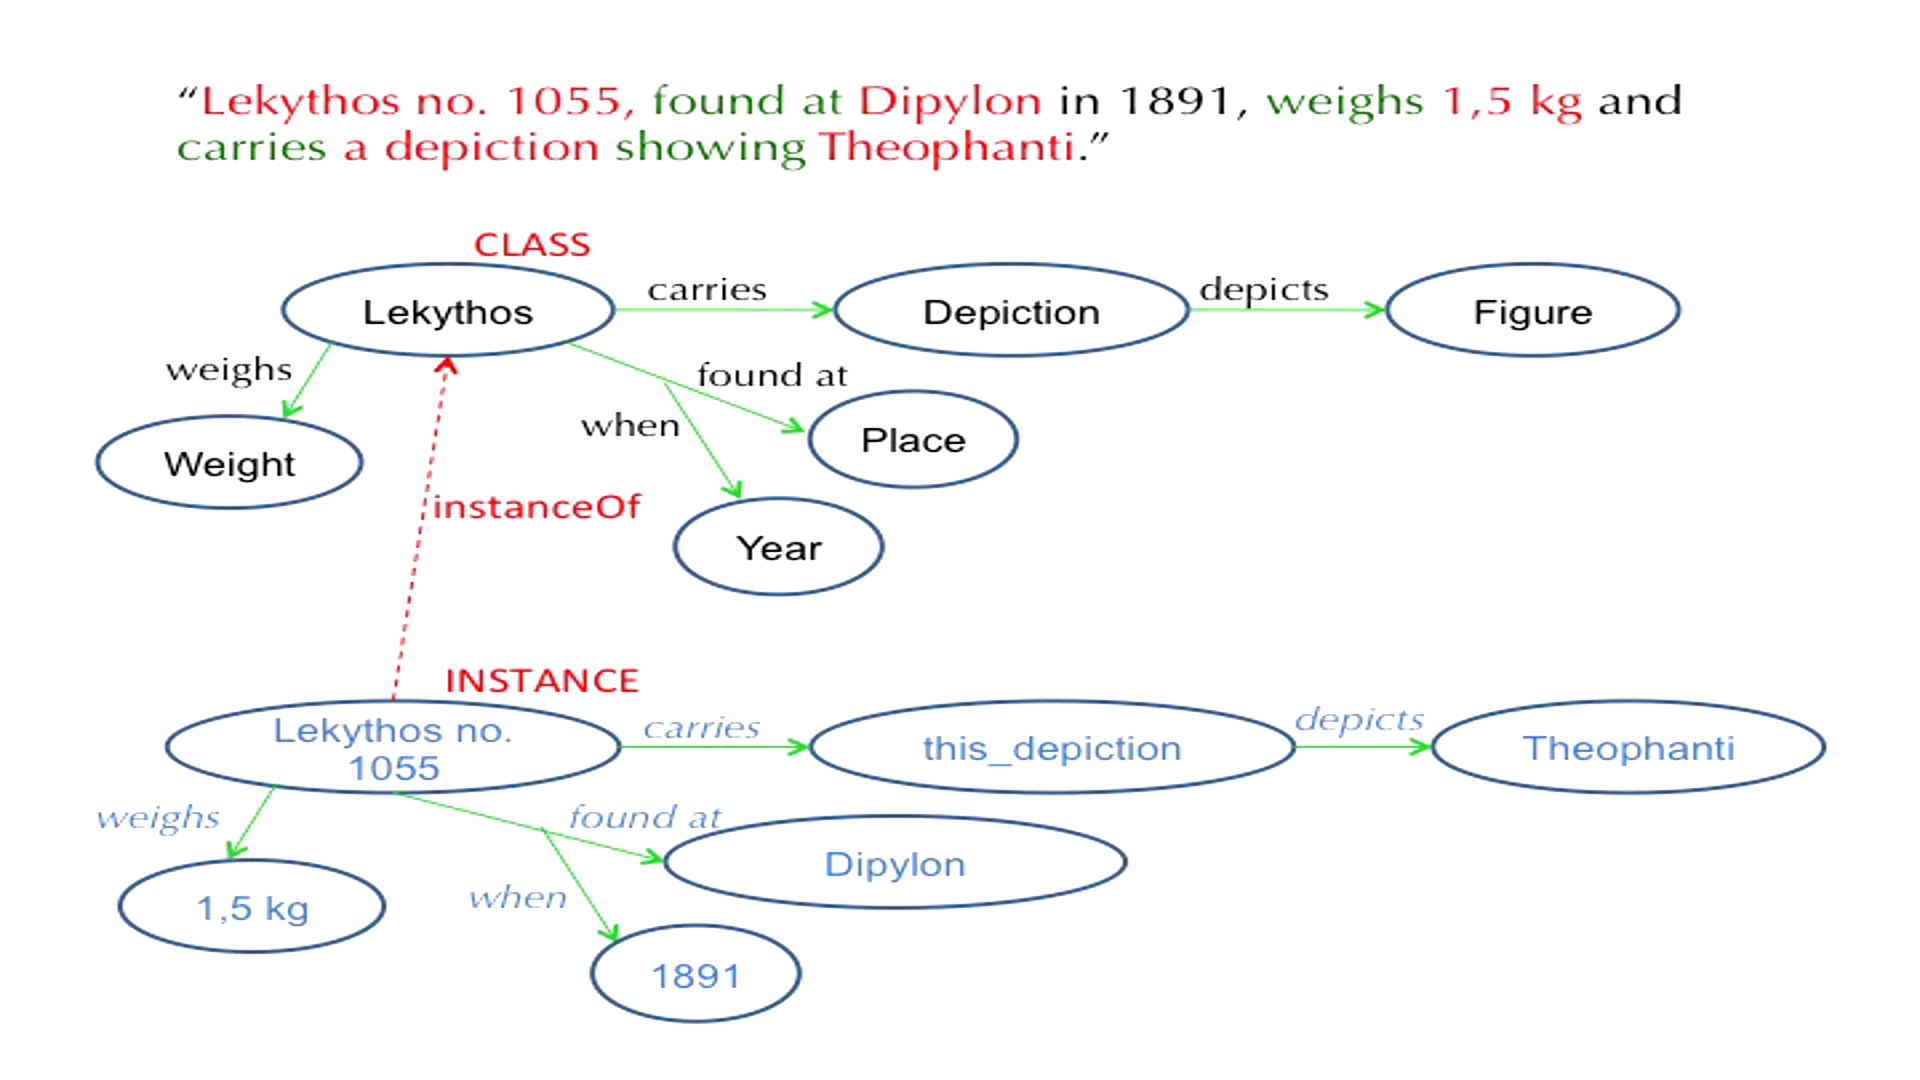 “Lekythos no. 1055, found at Dipylon in 1891, weighs 1,5 kg and
carries a depiction showing Theophanti.”
CLASS
Lekythos
carries
Depiction
depicts
Figure
weighs
found at
when
Place
Weight
instanceOf
Year
INSTANCE
Lekythos no.
1055
carries
this_depiction
depicts
Theophanti
weighs
found at
Dipylon
when
1,5 kg
1891